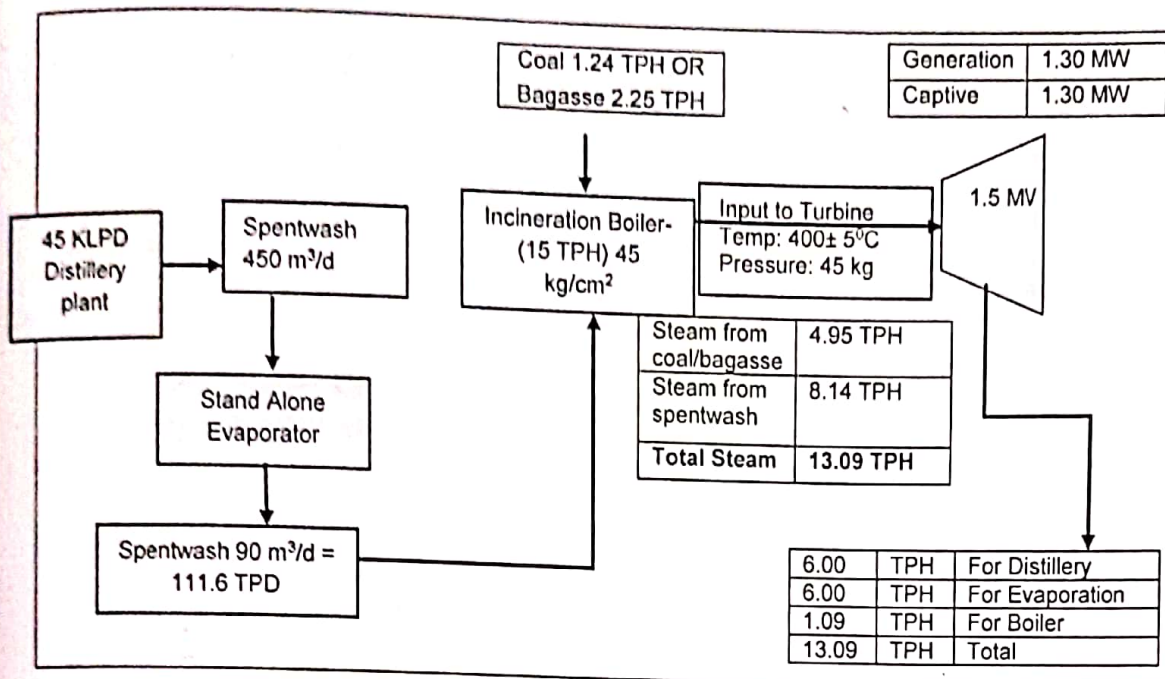 Coal 1.24 TPH OR
Bagasse 2.25 TPH
Generation 1.30 MW
Captive 1.30 MW
45 KLPD
Distillery
plant
Spentwash
450 m³/d
Incineration Boiler-
(15 TPH) 45
kg/cm²
Input to Turbine
Temp: 400± 5⁰C
Pressure: 45 kg
1.5 MV
Stand Alone
Evaporator
Steam from 4.95 TPH
coal/bagasse
Steam from 8.14 TPH
spentwash
Total Steam 13.09 TPH
Spentwash 90 m³/d =
111.6 TPD
6.00 TPH For Distillery
6.00 TPH For Evaporation
1.09 TPH For Boiler
13.09 TPH Total